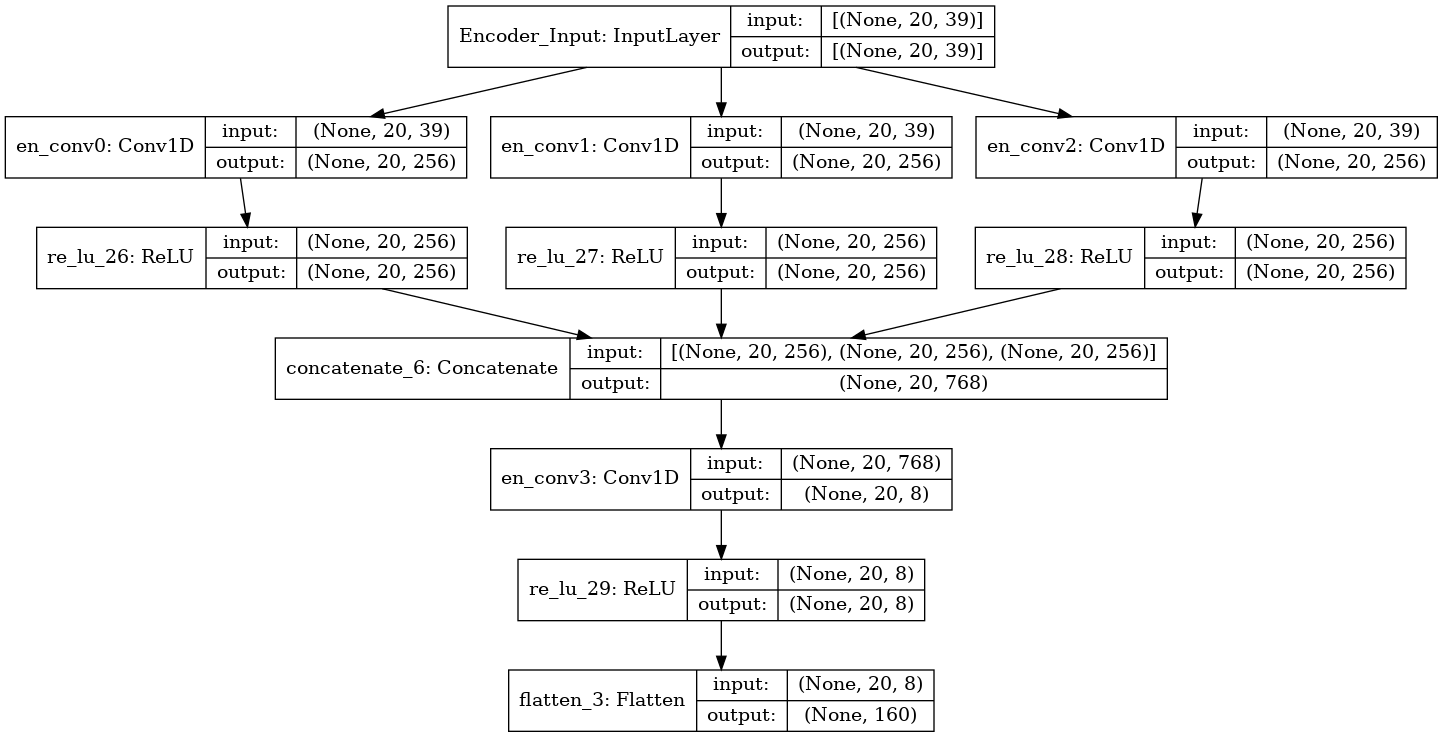 Encoder_Input: InputLayer
input: [(None, 20, 39)]
output: [(None, 20, 39)]
en_conv0: Conv1D
input: (None, 20, 39)
output: (None, 20, 256)
en_conv1: Conv1D
input: (None, 20, 39)
output: (None, 20, 256)
en_conv2: Conv1D
input: (None, 20, 39)
output: (None, 20, 256)
re_lu_26: ReLU
input: (None, 20, 256)
output: (None, 20, 256)
re_lu_27: ReLU
input: (None, 20, 256)
output: (None, 20, 256)
re_lu_28: ReLU
input: (None, 20, 256)
output: (None, 20, 256)
concatenate_6: Concatenate
input: [(None, 20, 256), (None, 20, 256), (None, 20, 256)]
output: (None, 20, 768)
en_conv3: Conv1D
input: (None, 20, 768)
output: (None, 20, 8)
re_lu_29: ReLU
input: (None, 20, 8)
output: (None, 20, 8)
flatten_3: Flatten
input: (None, 20, 8)
output: (None, 160)